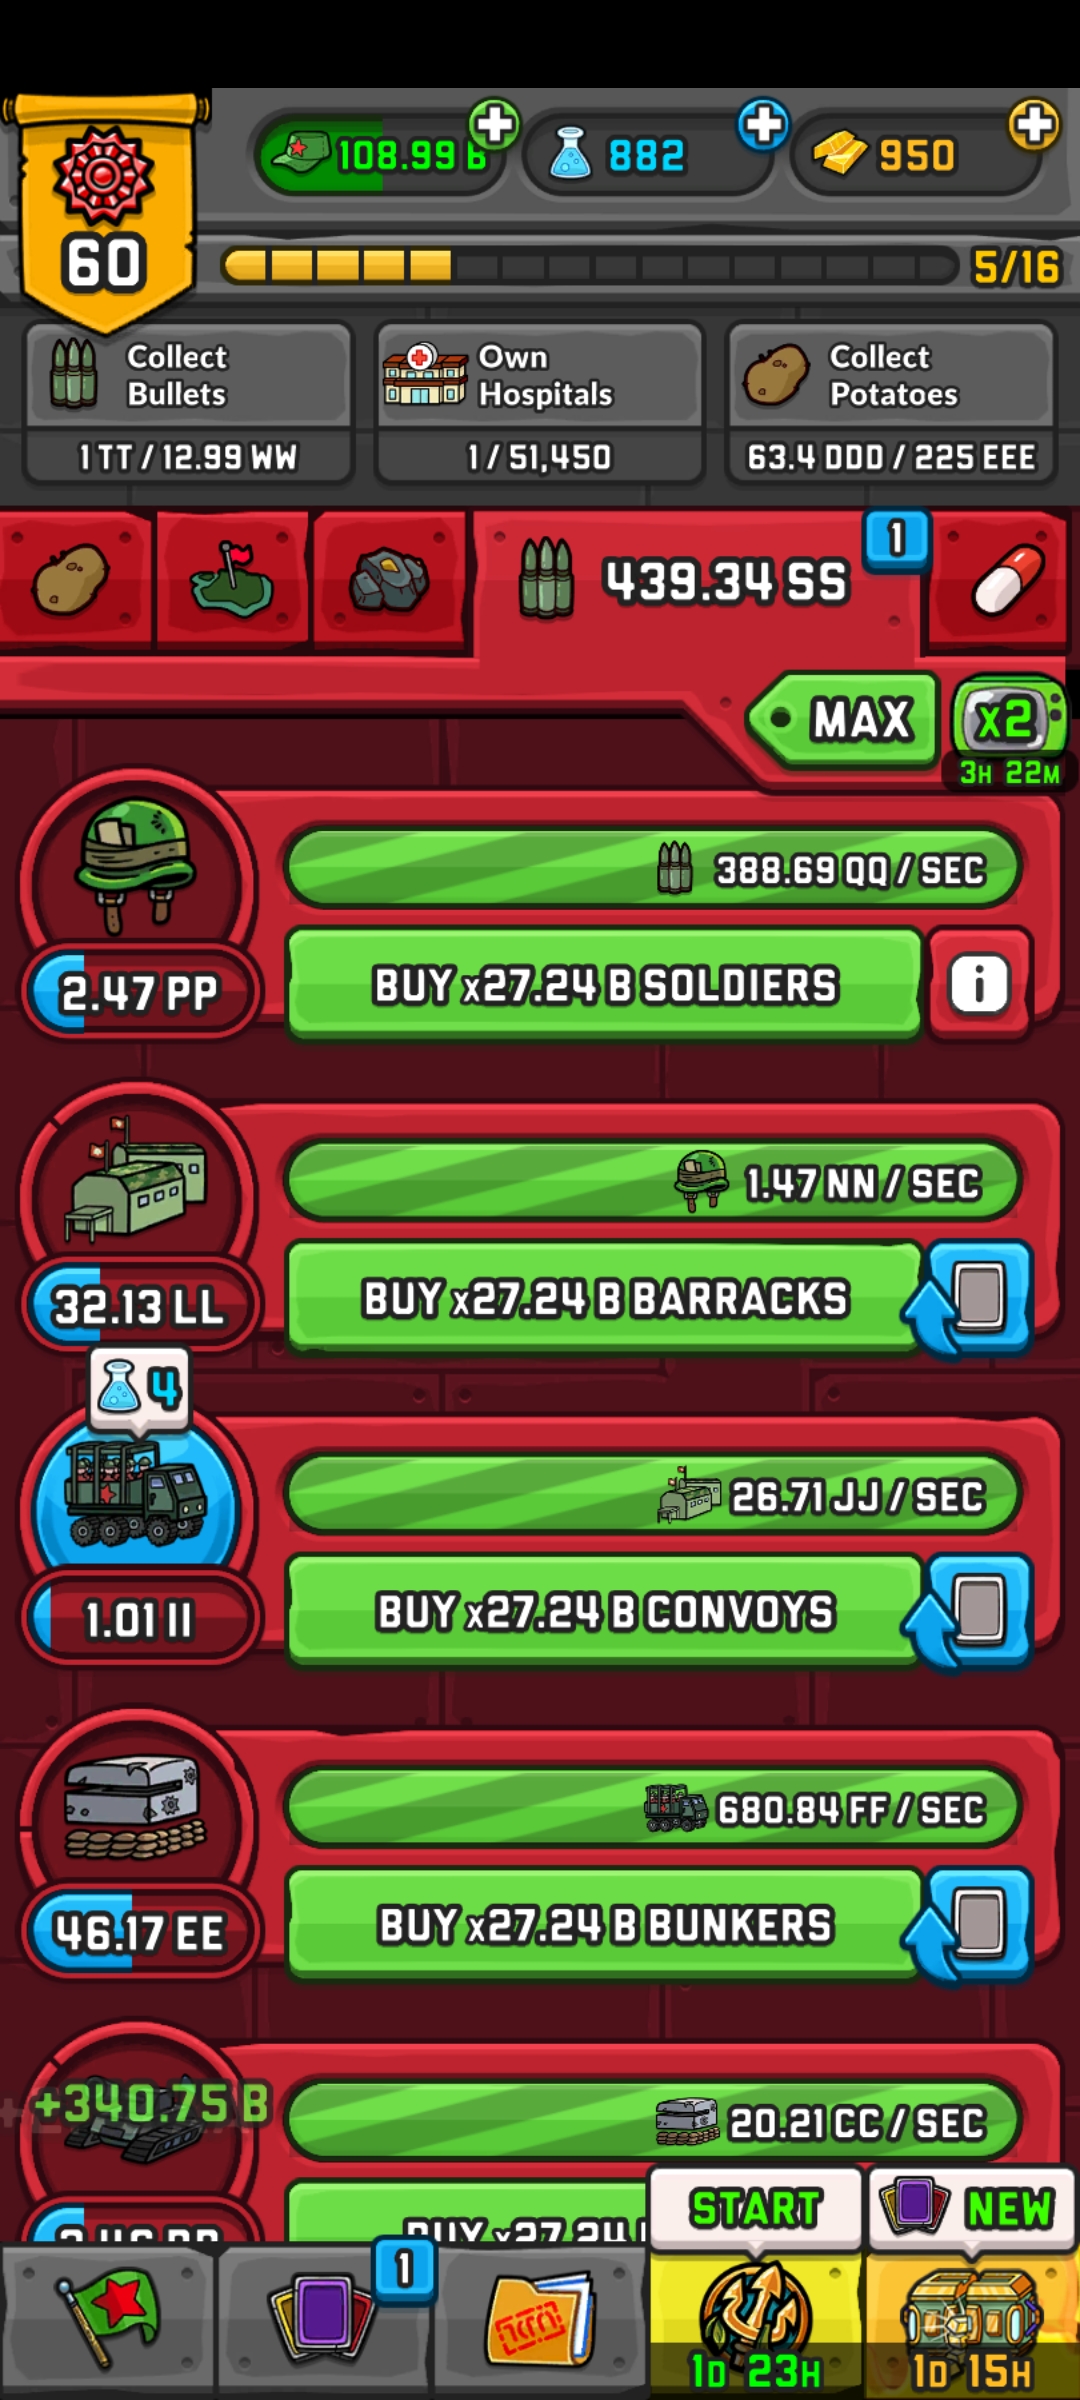 108.99 B
882
950
60
5/16
Collect
Bullets
1 TT / 12.99 WW
Own
Hospitals
1 / 51,450
Collect
Potatoes
63.4 DDD / 225 EEE
439.34 SS
1
MAX
x2
3H 22M
388.69 QQ / SEC
2.47 PP
BUY x27.24 B SOLDIERS
i
1.47 NN / SEC
32.13 LL
BUY x27.24 B BARRACKS
4
26.71 JJ / SEC
1.01 II
BUY x27.24 B CONVOYS
680.84 FF / SEC
46.17 EE
BUY x27.24 B BUNKERS
+340.75 B
20.21 CC / SEC
BUY x27.24
START
NEW
1
1D 23H
1D 15H